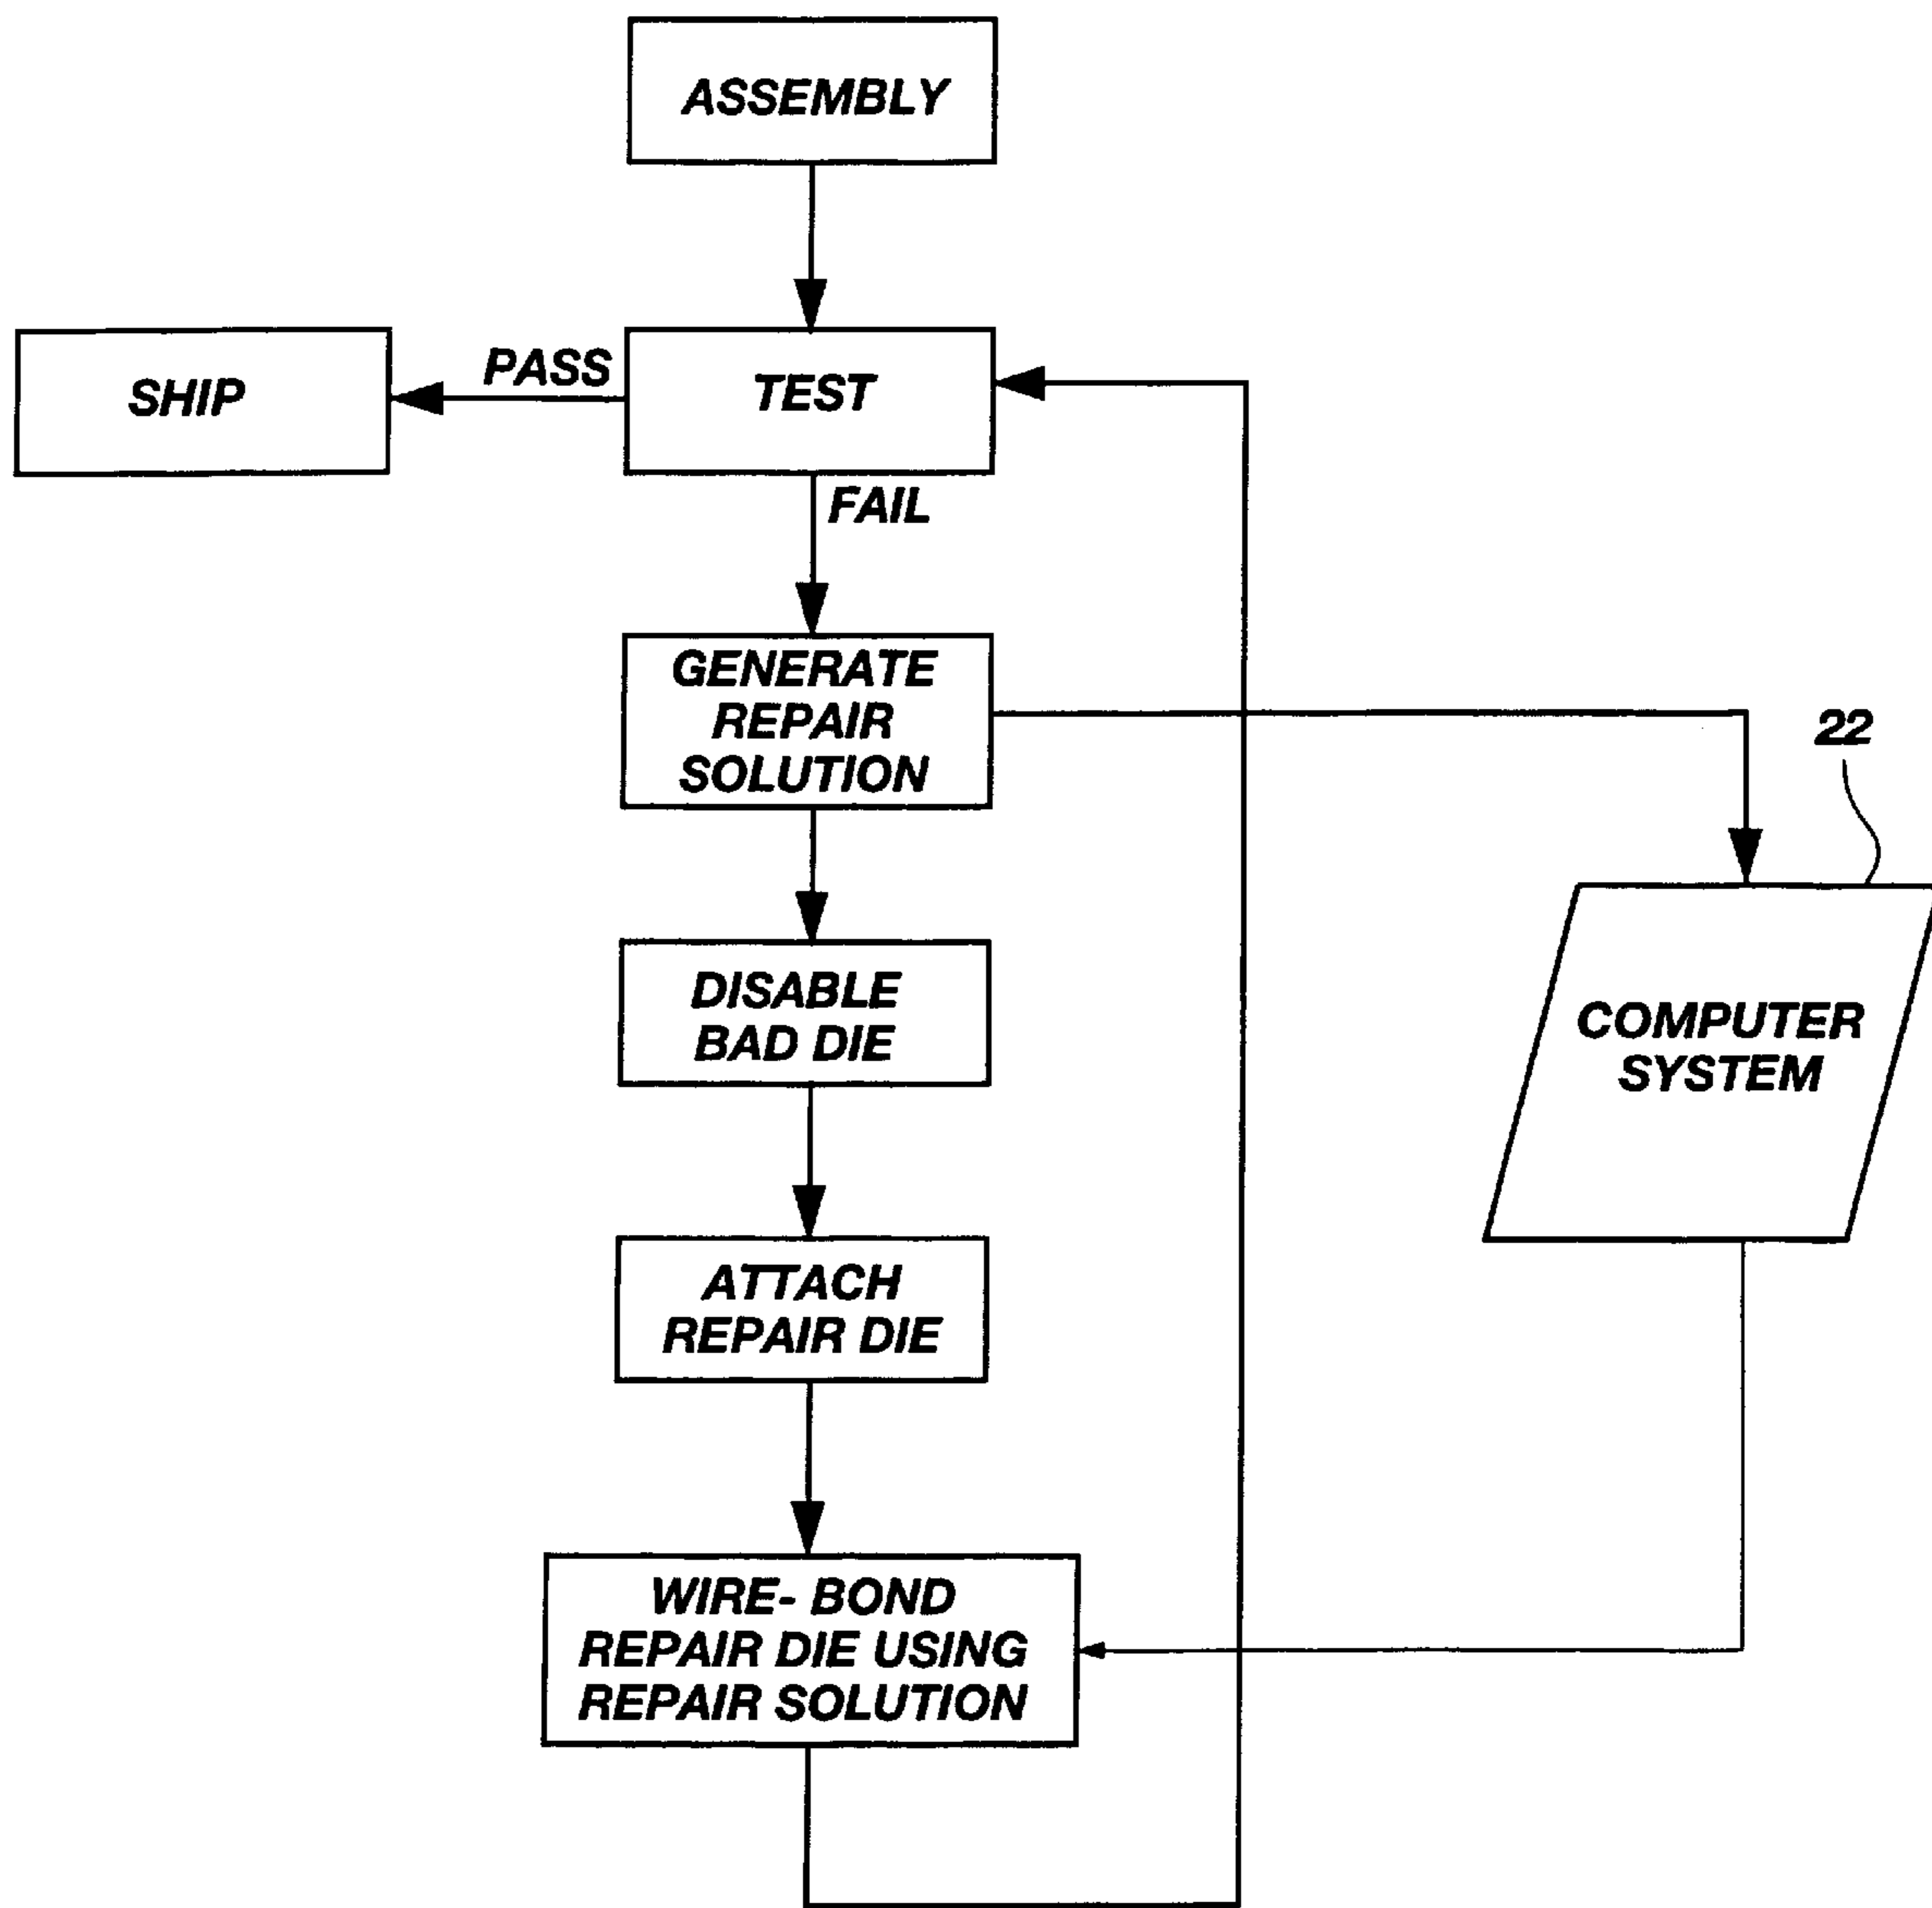 ASSEMBLY
SHIP
PASS
TEST
FAIL
GENERATE
REPAIR
SOLUTION
22
DISABLE
BAD DIE
COMPUTER
SYSTEM
ATTACH
REPAIR DIE
WIRE- BOND
REPAIR DIE USING
REPAIR SOLUTION